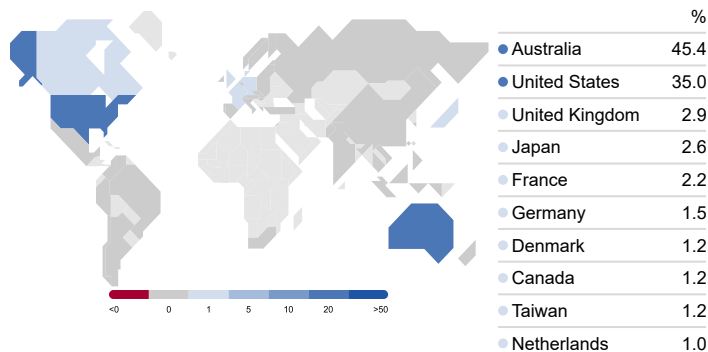 %
Australia 45.4
United States 35.0
United Kingdom 2.9
Japan 2.6
France 2.2
Germany 1.5
Denmark 1.2
Canada 1.2
Taiwan 1.2
Netherlands 1.0
<0 0 1 5 10 20 >50